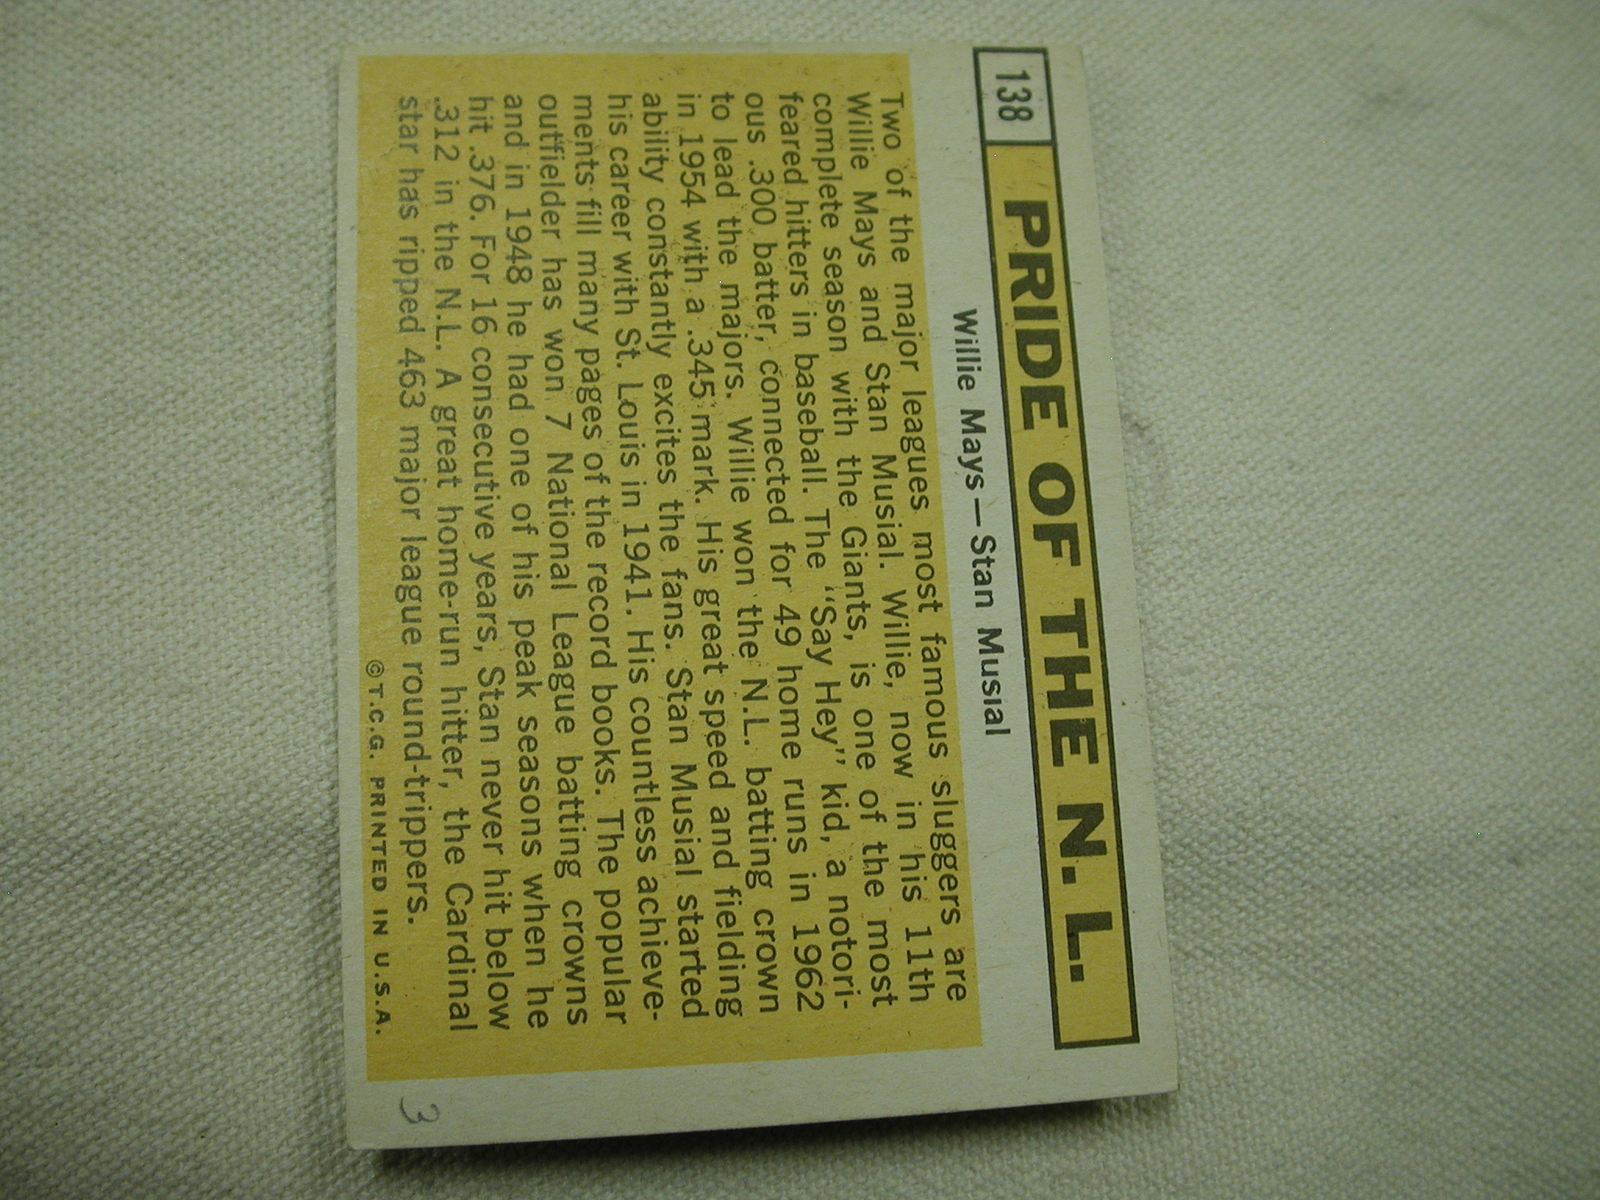 138 PRIDE OF THE N. L.
Willie Mays—Stan Musial
Two of the major leagues most famous sluggers are
Willie Mays and Stan Musial. Willie, now in his 11th
complete season with the Giants, is one of the most
feared hitters in baseball. The "Say Hey" kid, a notori-
ous .300 batter, connected for 49 home runs in 1962
to lead the majors. Willie won the N.L. batting crown
in 1954 with a .345 mark. His great speed and fielding
ability constantly excites the fans. Stan Musial started
his career with St. Louis in 1941. His countless achieve-
ments fill many pages of the record books. The popular
outfielder has won 7 National League batting crowns
and in 1948 he had one of his peak seasons when he
hit .376. For 16 consecutive years, Stan never hit below
.312 in the N.L. A great home-run hitter, the Cardinal
star has ripped 463 major league round-trippers.
©T.C.G. PRINTED IN U.S.A.
3